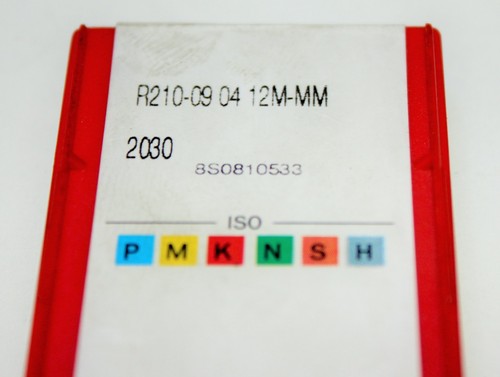 R210-09 04 12M-MM
2030
8S0810533
ISO
P M K N S H